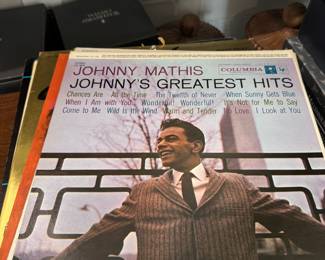 JOHNNY MATHIS
COLUMBIA
JOHNNY'S GREATEST HITS
Chances Are All the Time The Twelfth of Never When Sunny Gets Blue
When I Am with You Wonderful! Wonderful! It's Not for Me to Say
Come to Me Wild Is the Wind Warm and Tender No Love I Look at You